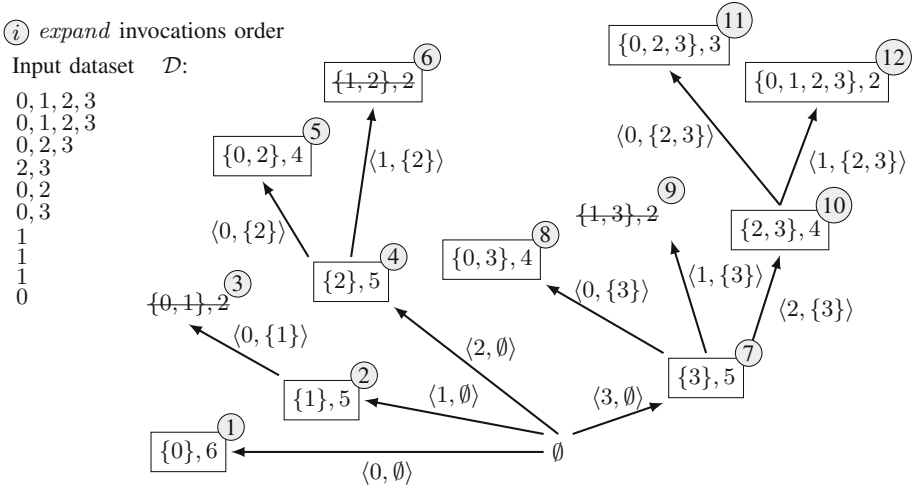 i expand invocations order
Input dataset D:
0, 1, 2, 3
0, 1, 2, 3
0, 2, 3
2, 3
0, 2
0, 3
1
1
1
0
11
{0, 2, 3}, 3
12
{0, 1, 2, 3}, 2
6
{1, 2}, 2
5
{0, 2}, 4
⟨1, {2}⟩
⟨0, {2, 3}⟩
⟨1, {2, 3}⟩
9
{1, 3}, 2
10
{2, 3}, 4
⟨0, {2}⟩
8
{0, 3}, 4
4
{2}, 5
3
{0, 1}, 2
⟨0, {3}⟩
⟨1, {3}⟩
⟨2, {3}⟩
⟨0, {1}⟩
⟨2, ∅⟩
7
{3}, 5
2
{1}, 5
⟨1, ∅⟩
⟨3, ∅⟩
1
{0}, 6
⟨0, ∅⟩
∅